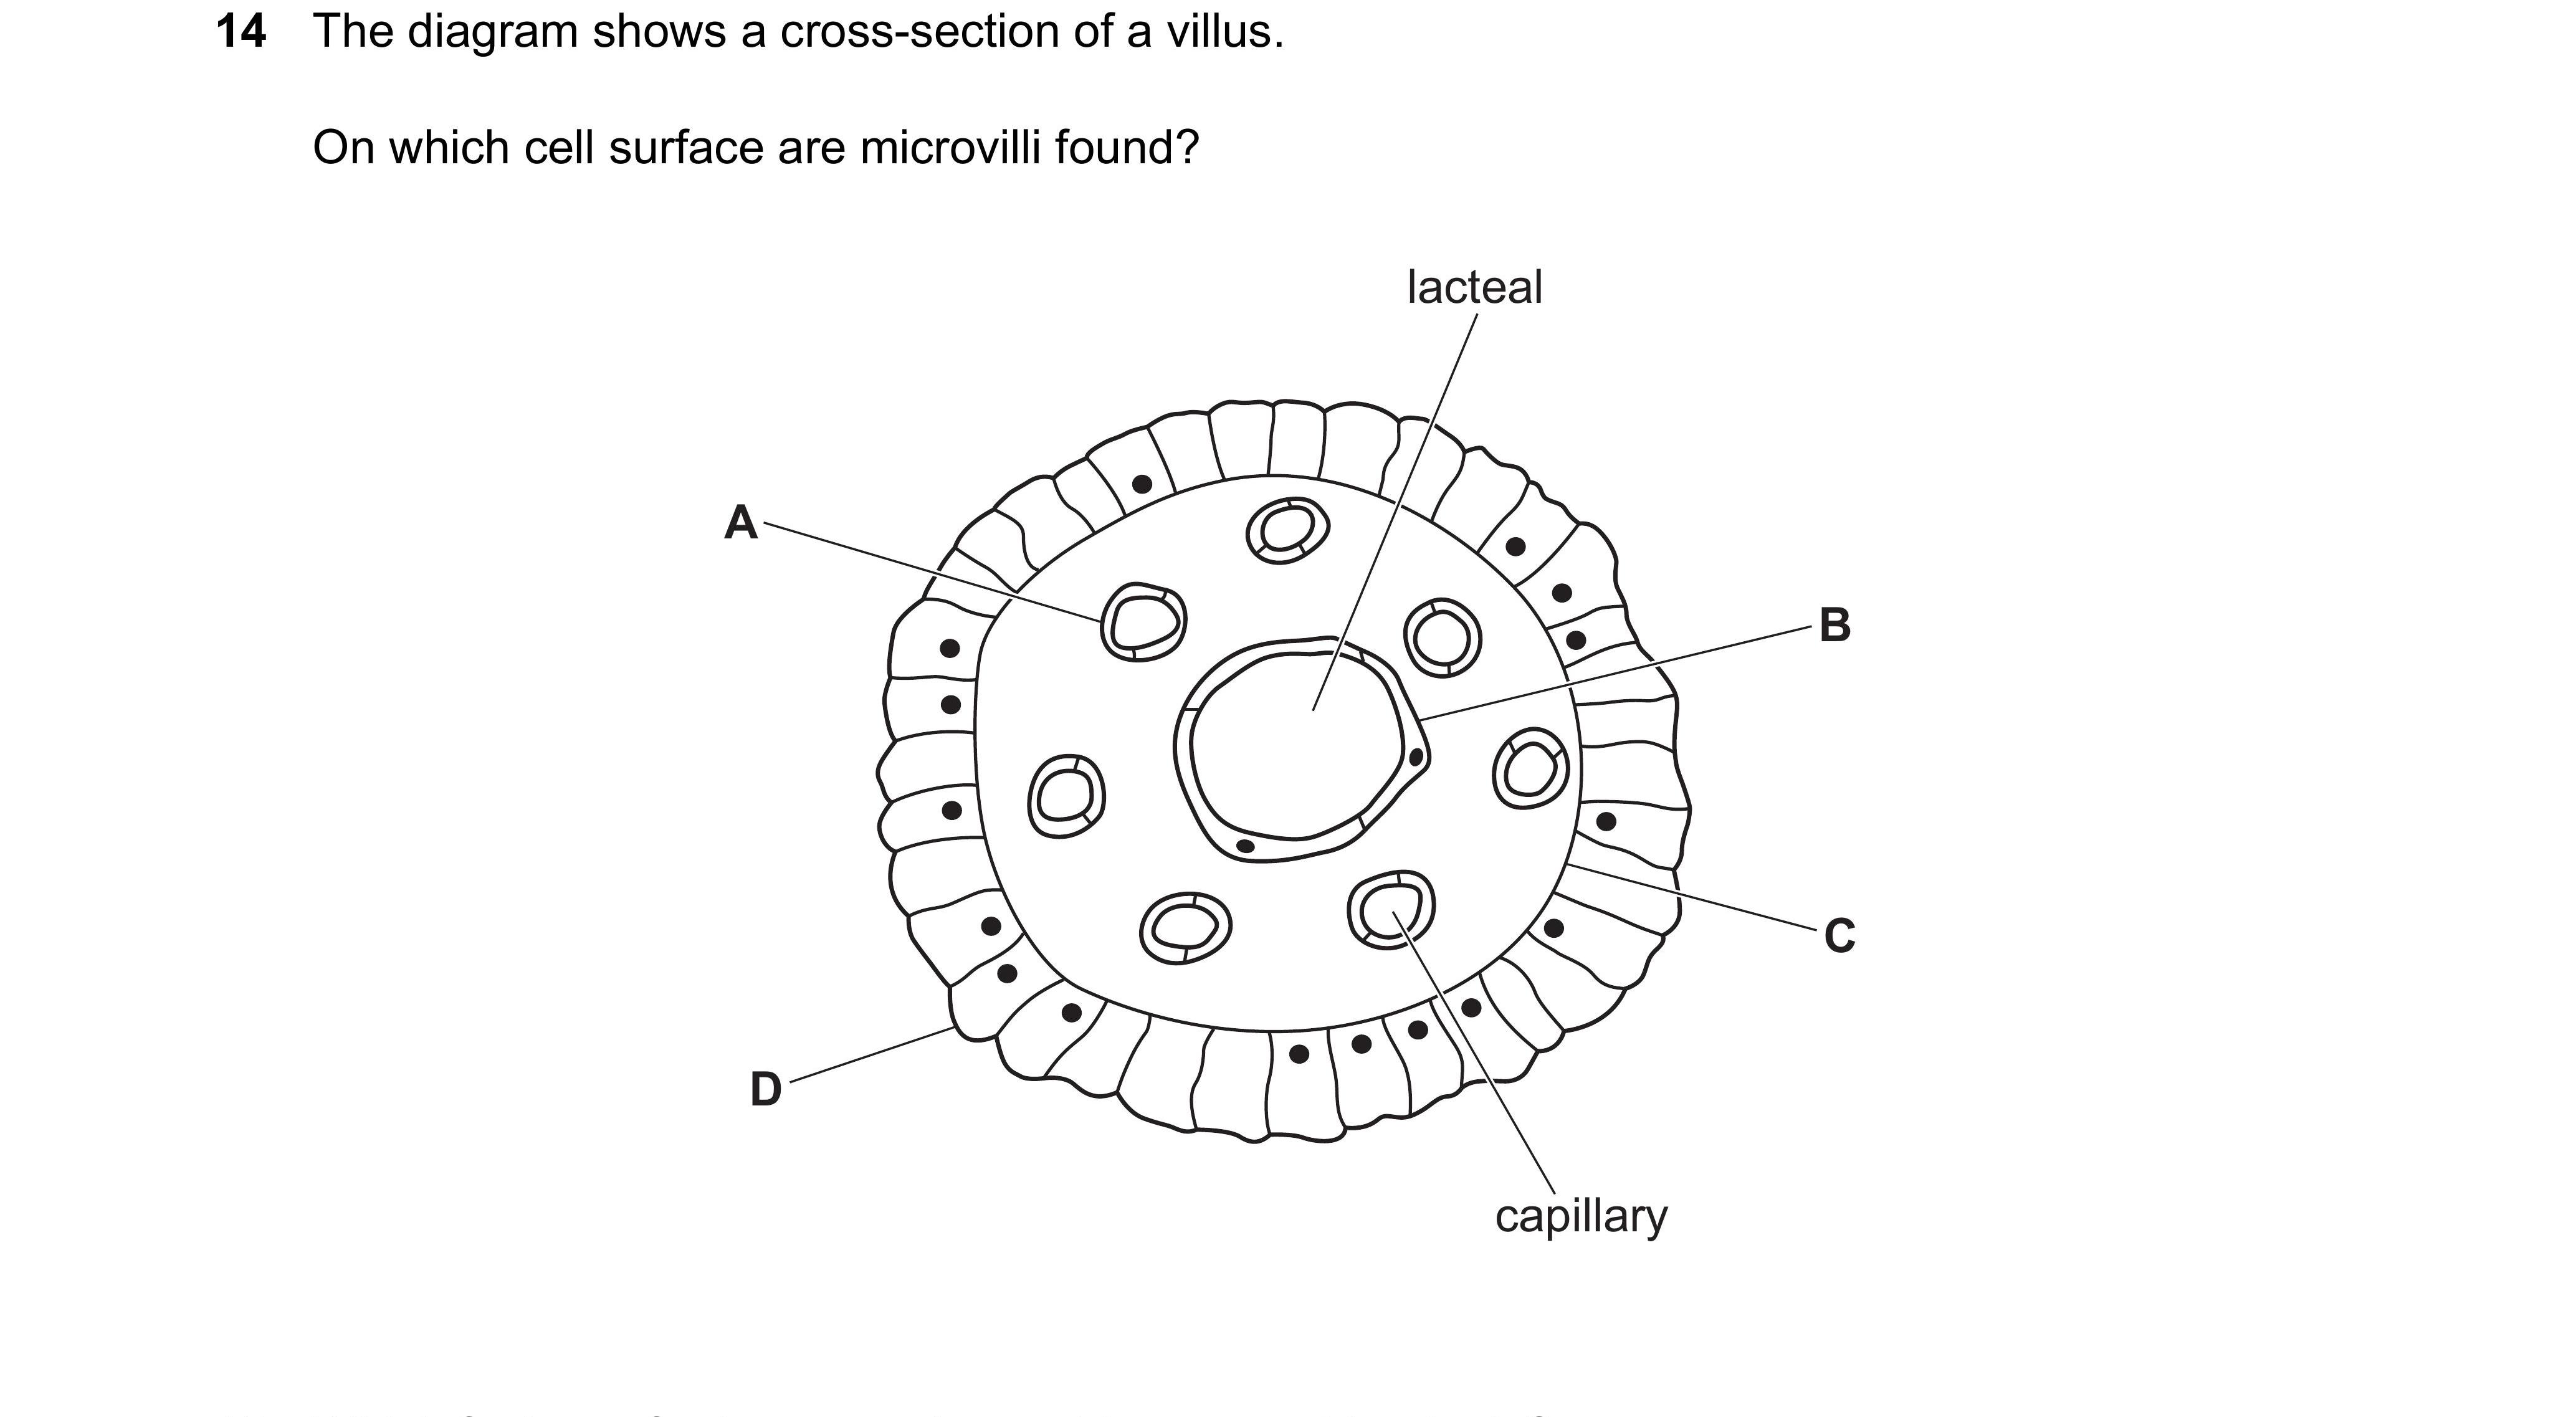 14 The diagram shows a cross-section of a villus.
On which cell surface are microvilli found?
lacteal
A
B
C
D
capillary